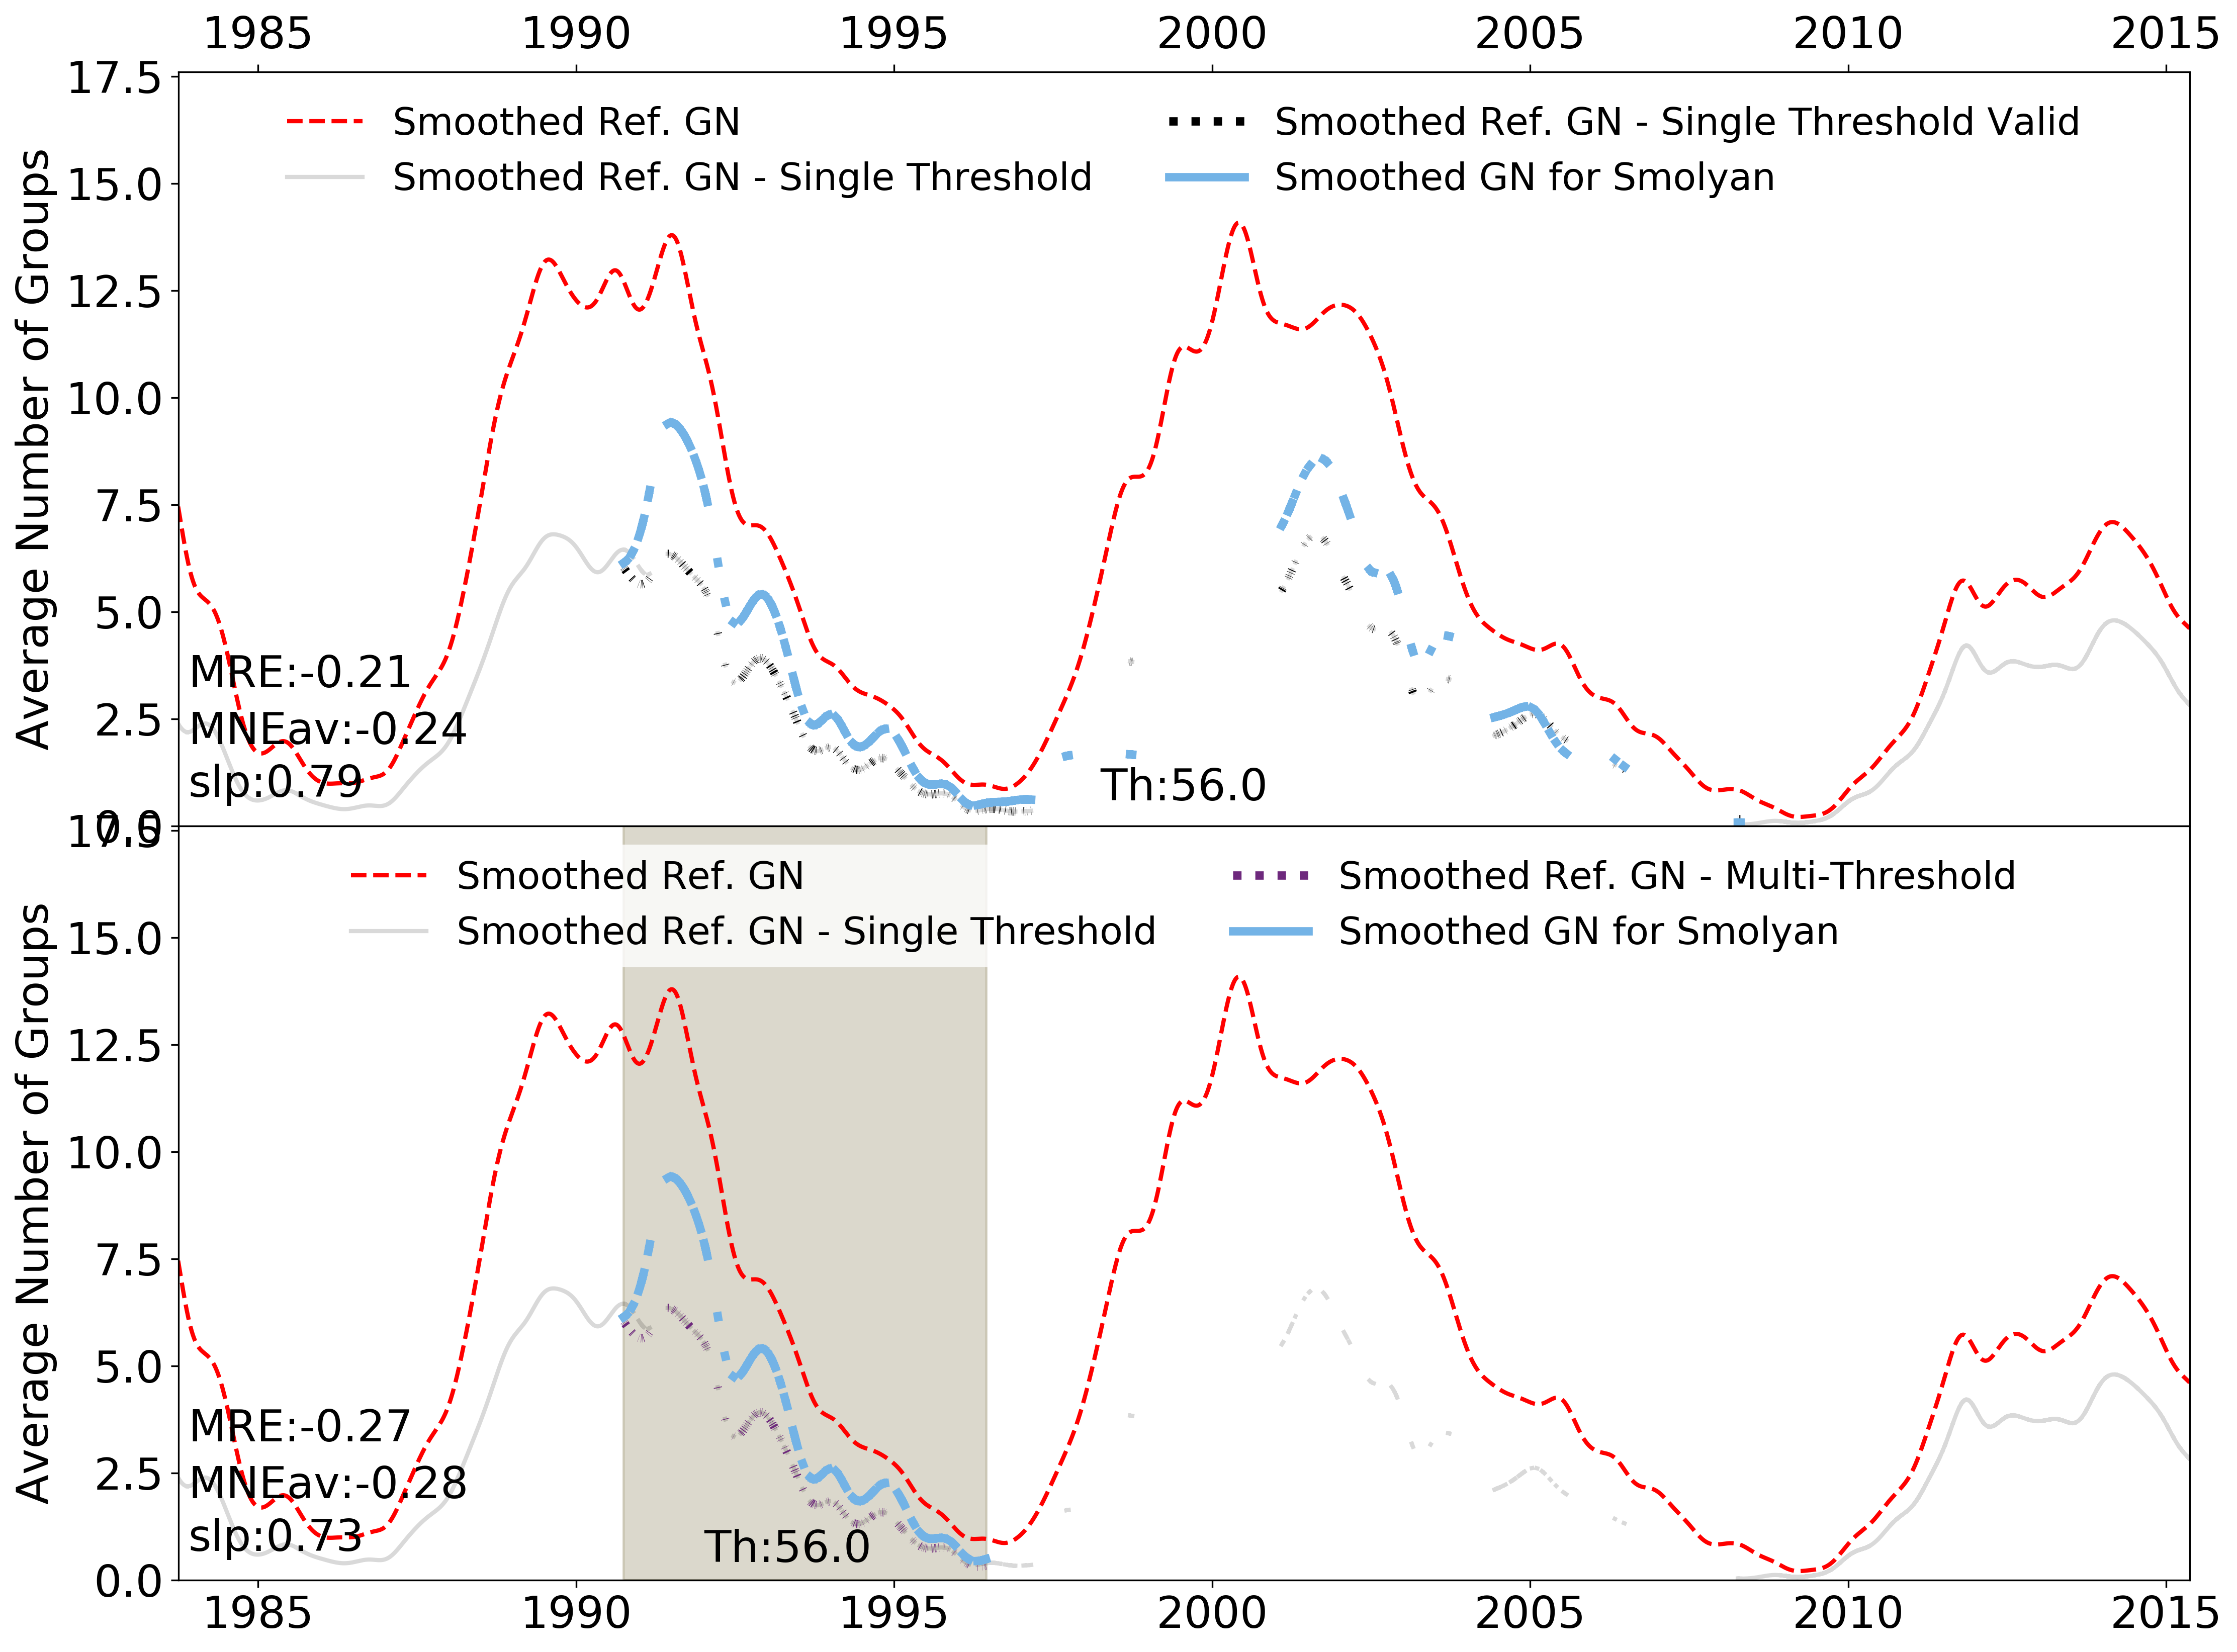 1985 1990 1995 2000 2005 2010 2015
17.5
15.0
12.5
10.0
7.5
5.0
2.5
0.0
Average Number of Groups
Smoothed Ref. GN
Smoothed Ref. GN - Single Threshold
Smoothed Ref. GN - Single Threshold Valid
Smoothed GN for Smolyan
MRE:-0.21
MNEav:-0.24
slp:0.79
Th:56.0
17.5
15.0
12.5
10.0
7.5
5.0
2.5
0.0
Average Number of Groups
Smoothed Ref. GN
Smoothed Ref. GN - Single Threshold
Smoothed Ref. GN - Multi-Threshold
Smoothed GN for Smolyan
MRE:-0.27
MNEav:-0.28
slp:0.73
Th:56.0
1985 1990 1995 2000 2005 2010 2015